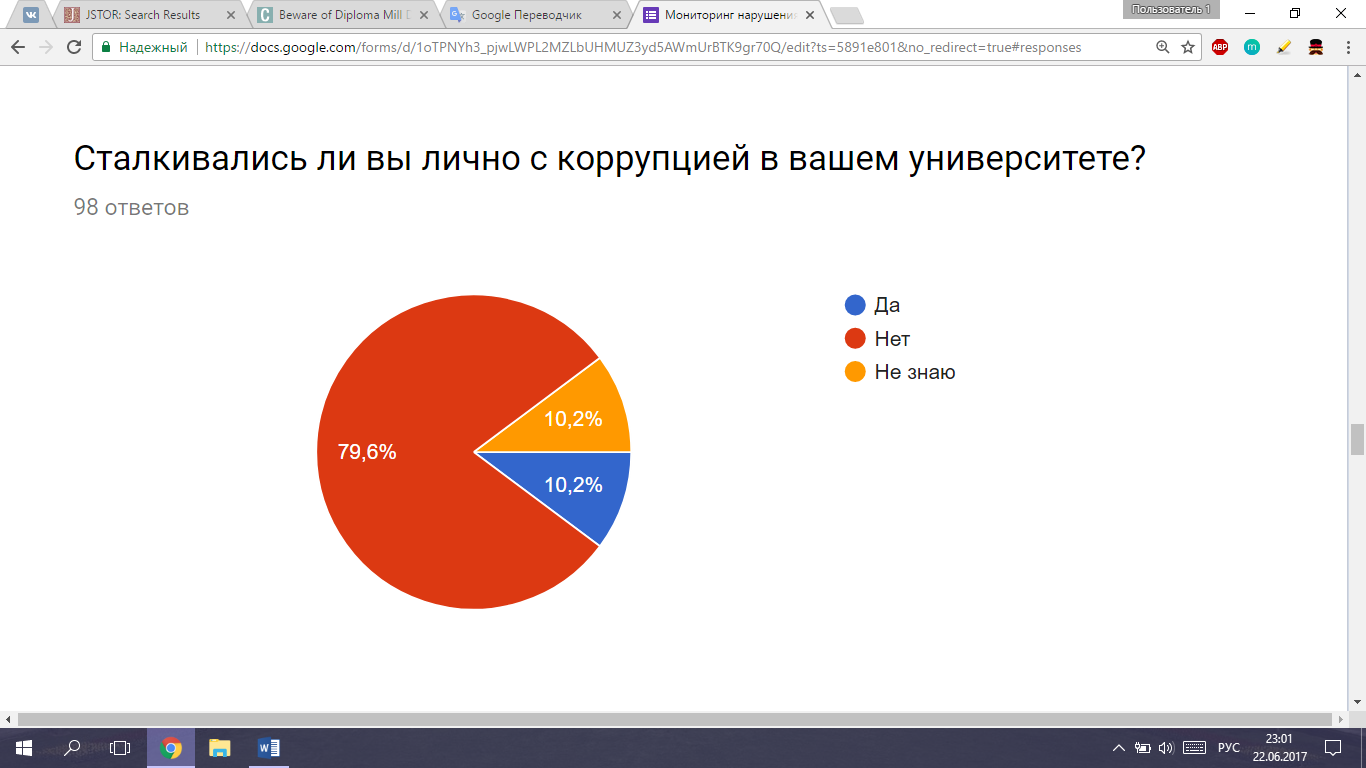 JSTOR: Search Results
Beware of Diploma Mill
Google Переводчик
Мониторинг нарушени
Пользователь 1
Надежный
https://docs.google.com/forms/d/1oTPNYh3_pjwLWPL2MZLbUHMUZ3yd5AWmUrBTK9gr70Q/edit?ts=5891e801&no_redirect=true#responses
ABP
m
Сталкивались ли вы лично с коррупцией в вашем университете?
98 ответов
Да
Нет
Не знаю
10,2%
79,6%
10,2%
РУС
23:01
22.06.2017